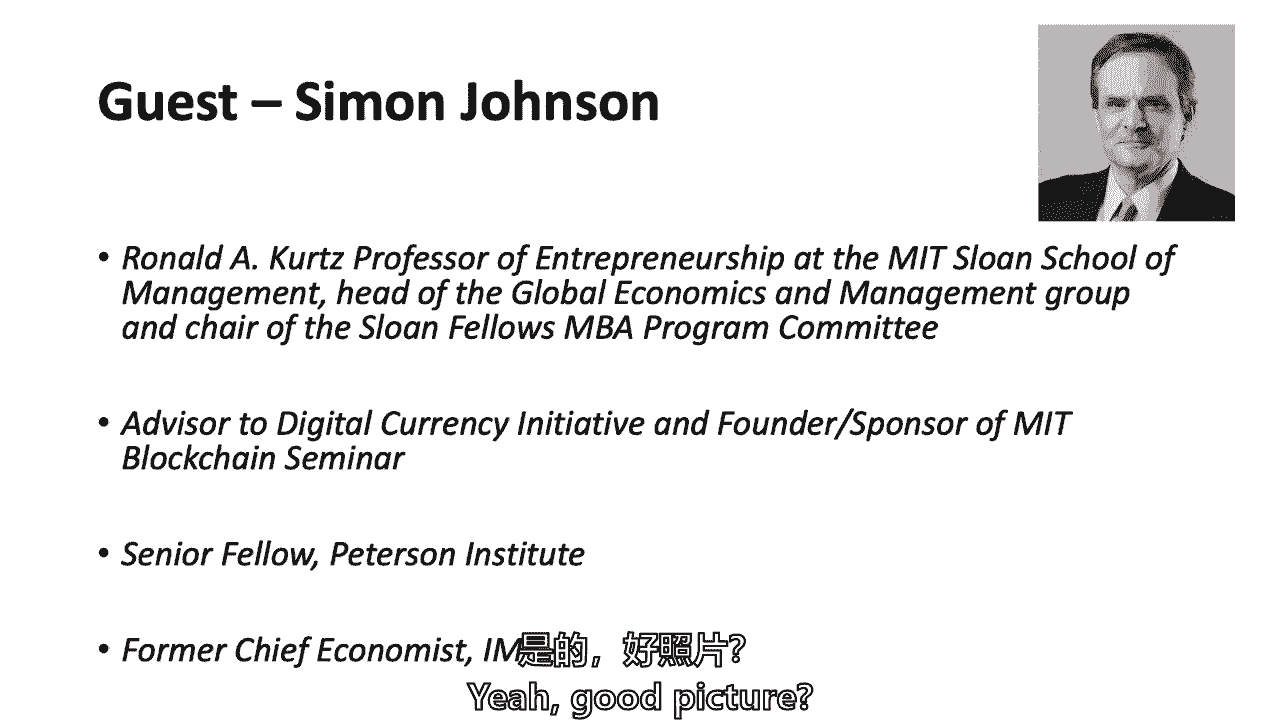 Guest – Simon Johnson
• Ronald A. Kurtz Professor of Entrepreneurship at the MIT Sloan School of
Management, head of the Global Economics and Management group
and chair of the Sloan Fellows MBA Program Committee
• Advisor to Digital Currency Initiative and Founder/Sponsor of MIT
Blockchain Seminar
• Senior Fellow, Peterson Institute
• Former Chief Economist, IM
是的，好照片？
Yeah, good picture?